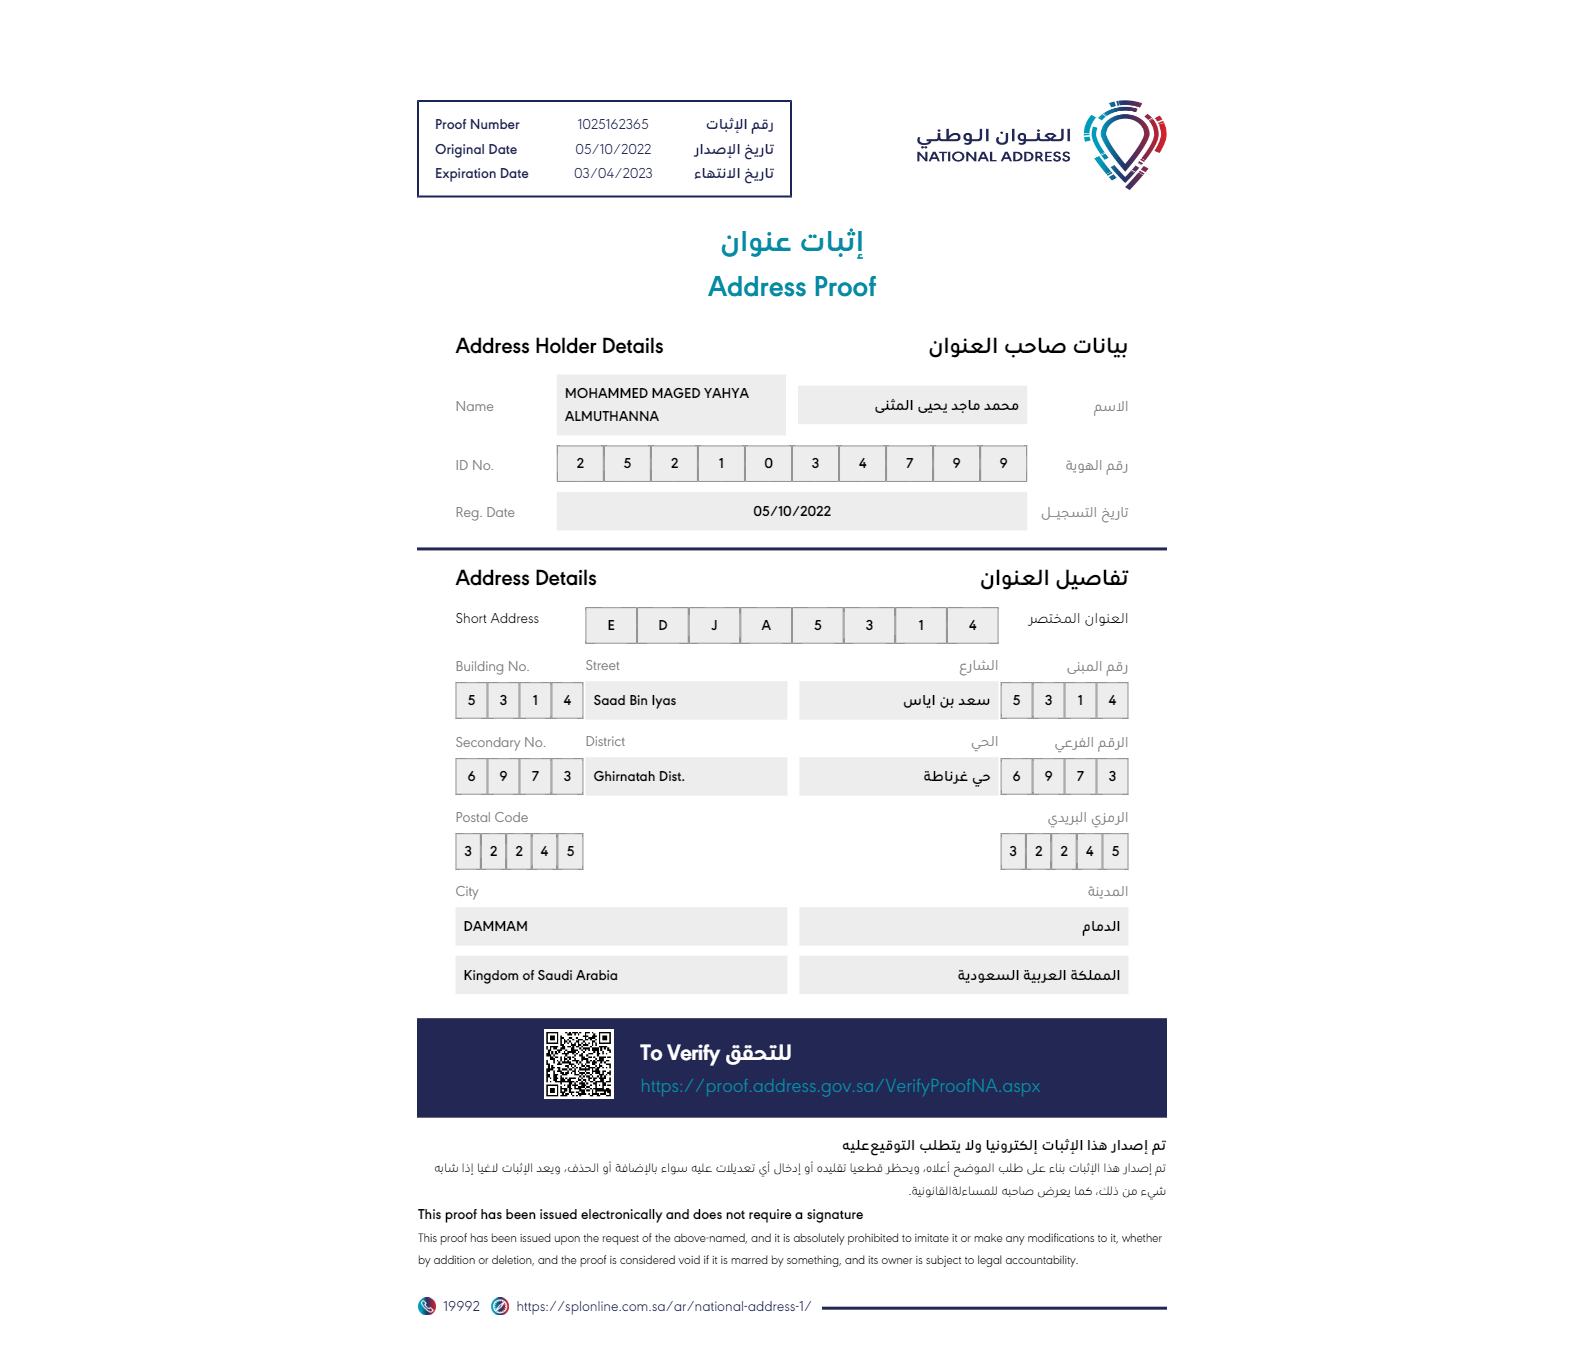 Proof Number 1025162365 رقم الإثبات
Original Date 05/10/2022 تاريخ الإصدار
Expiration Date 03/04/2023 تاريخ الانتهاء
العنـوان الـوطنـي
NATIONAL ADDRESS
إثبات عنوان
Address Proof
Address Holder Details بيانات صاحب العنوان
Name MOHAMMED MAGED YAHYA ALMUTHANNA محمد ماجد يحيى المثنى الاسم
ID No. 2 5 2 1 0 3 4 7 9 9 رقم الهوية
Reg. Date 05/10/2022 تاريخ التسجيـل
Address Details تفاصيل العنوان
Short Address E D J A 5 3 1 4 العنوان المختصر
Building No. Street الشارع رقم المبنى
5 3 1 4 Saad Bin Iyas سعد بن اياس 5 3 1 4
Secondary No. District الحي الرقم الفرعي
6 9 7 3 Ghirnatah Dist. حي غرناطة 6 9 7 3
Postal Code الرمزي البريدي
3 2 2 4 5 3 2 2 4 5
City المدينة
DAMMAM الدمام
Kingdom of Saudi Arabia المملكة العربية السعودية
To Verify للتحقق
https://proof.address.gov.sa/VerifyProofNA.aspx
تم إصدار هذا الإثبات إلكترونيا ولا يتطلب التوقيع‌عليه
تم إصدار هذا الإثبات بناء على طلب الموضح أعلاه، ويحظر قطعيا تقليده أو إدخال أي تعديلات عليه سواء بالإضافة أو الحذف، ويعد الإثبات لاغيا إذا شابه
شيء من ذلك، كما يعرض صاحبه للمساءلةالقانونية.
This proof has been issued electronically and does not require a signature
This proof has been issued upon the request of the above-named, and it is absolutely prohibited to imitate it or make any modifications to it, whether
by addition or deletion, and the proof is considered void if it is marred by something, and its owner is subject to legal accountability.
19992 https://splonline.com.sa/ar/national-address-1/